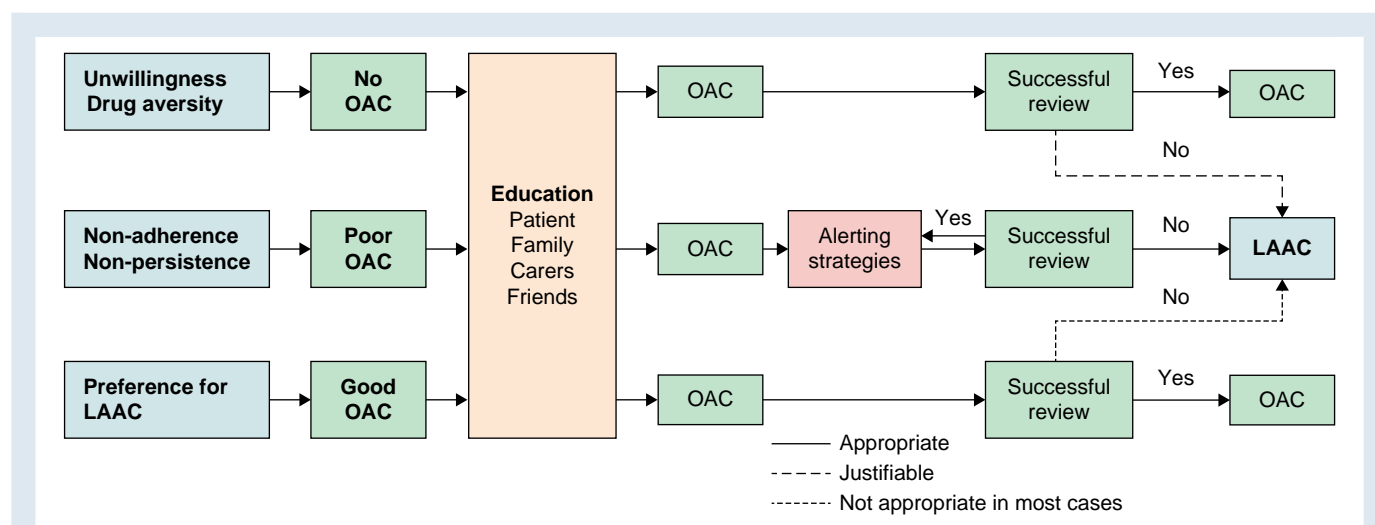 Unwillingness
Drug aversity
No
OAC
OAC
Successful
review
Yes
OAC
No
Education
Patient
Family
Carers
Friends
Non-adherence
Non-persistence
Poor
OAC
OAC
Alerting
strategies
Yes
Successful
review
No
LAAC
No
Preference for
LAAC
Good
OAC
OAC
Successful
review
Yes
OAC
Appropriate
Justifiable
Not appropriate in most cases